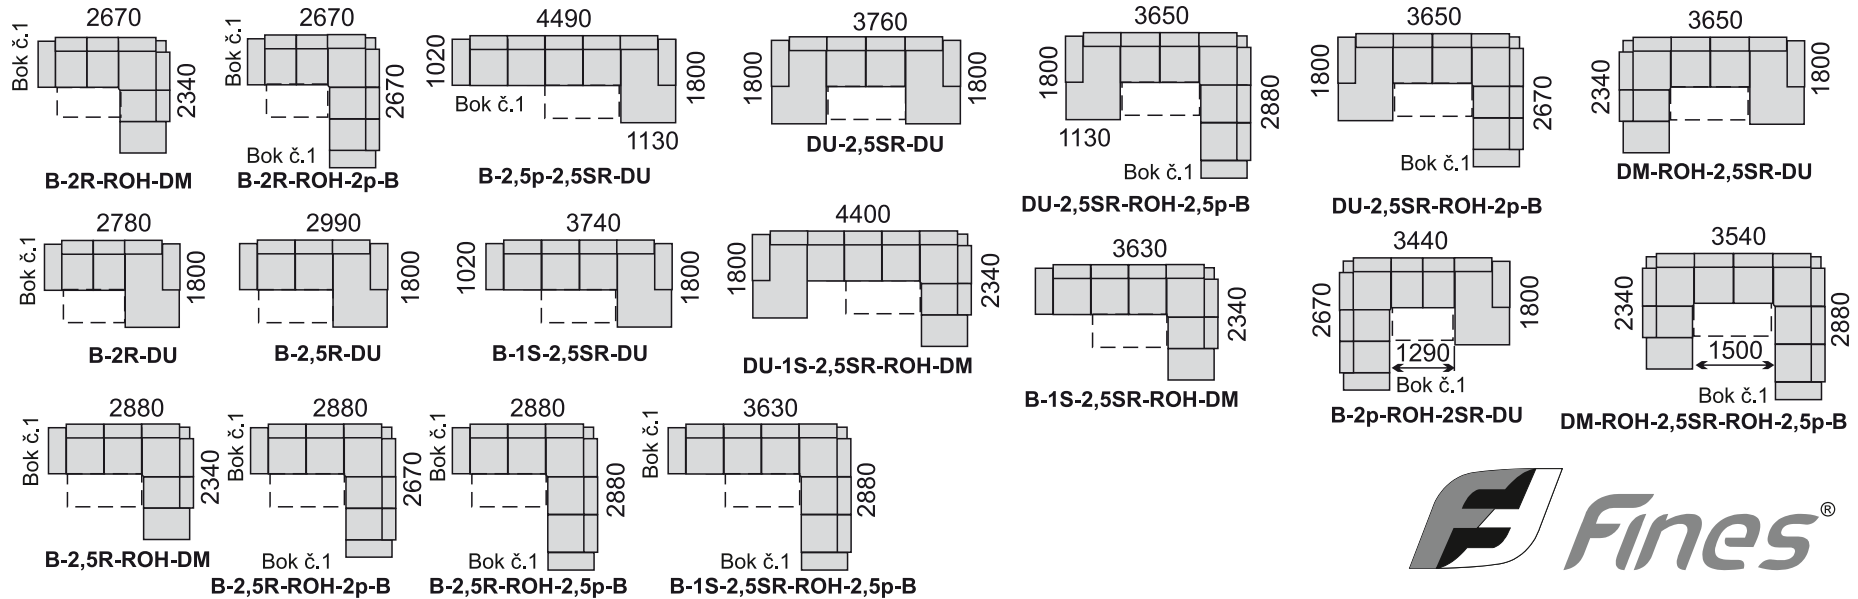 2670
Bok č.1
2340
B-2R-ROH-DM
2670
Bok č.1
2670
Bok č.1
B-2R-ROH-2p-B
4490
1020
Bok č.1
1800
1130
B-2,5p-2,5SR-DU
3760
1800
1800
DU-2,5SR-DU
3650
1800
1130
2880
Bok č.1
DU-2,5SR-ROH-2,5p-B
3650
1800
2670
Bok č.1
DU-2,5SR-ROH-2p-B
3650
2340
1800
DM-ROH-2,5SR-DU
2780
Bok č.1
1800
B-2R-DU
2990
1800
B-2,5R-DU
3740
1020
1800
B-1S-2,5SR-DU
4400
1800
2340
DU-1S-2,5SR-ROH-DM
3630
2340
B-1S-2,5SR-ROH-DM
3440
2670
1800
1290
Bok č.1
B-2p-ROH-2SR-DU
3540
2340
2880
1500
Bok č.1
DM-ROH-2,5SR-ROH-2,5p-B
2880
Bok č.1
2340
B-2,5R-ROH-DM
2880
Bok č.1
2670
Bok č.1
B-2,5R-ROH-2p-B
2880
Bok č.1
2880
Bok č.1
B-2,5R-ROH-2,5p-B
3630
Bok č.1
2880
Bok č.1
B-1S-2,5SR-ROH-2,5p-B
Fines®